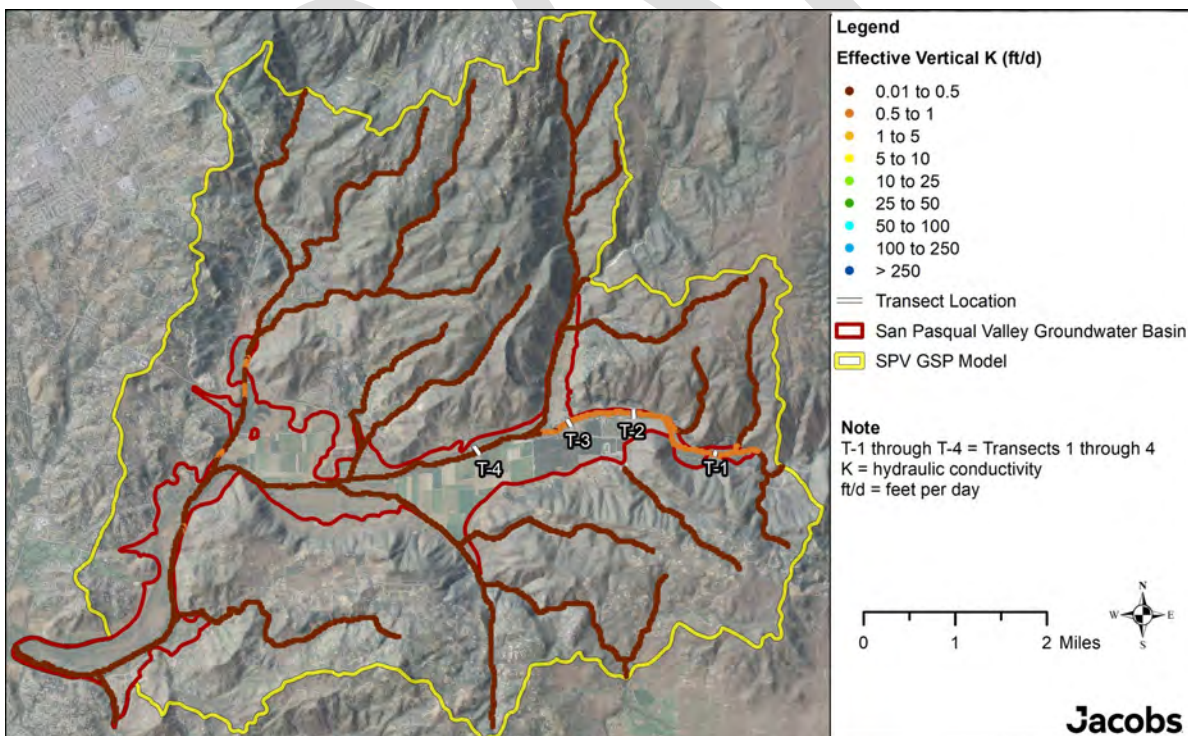 Legend
Effective Vertical K (ft/d)
0.01 to 0.5
0.5 to 1
1 to 5
5 to 10
10 to 25
25 to 50
50 to 100
100 to 250
> 250
Transect Location
San Pasqual Valley Groundwater Basin
SPV GSP Model
Note
T-1 through T-4 = Transects 1 through 4
K = hydraulic conductivity
ft/d = feet per day
T-3
T-2
T-4
T-1
N
W E
S
0 1 2 Miles
Jacobs